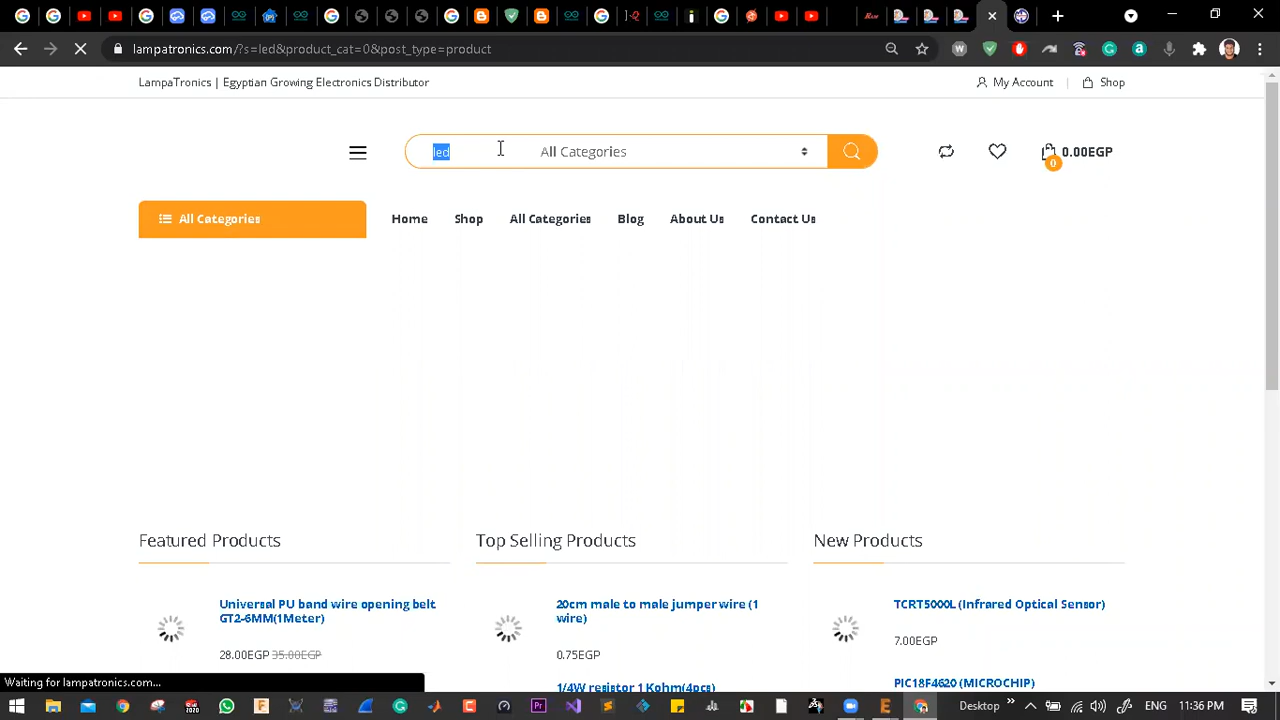 lampatronics.com/?s=led&product_cat=0&post_type=product
LampaTronics | Egyptian Growing Electronics Distributor
My Account
Shop
led
All Categories
0.00EGP
0
All Categories
Home
Shop
All Categories
Blog
About Us
Contact Us
Featured Products
Top Selling Products
New Products
Universal PU band wire opening belt
GT2-6MM(1Meter)
28.00EGP 35.00EGP
20cm male to male jumper wire (1
wire)
0.75EGP
1/4W resistor 1 Kohm(4pcs)
TCRT5000L (Infrared Optical Sensor)
7.00EGP
PIC18F4620 (MICROCHIP)
Waiting for lampatronics.com...
Desktop
ENG
11:36 PM